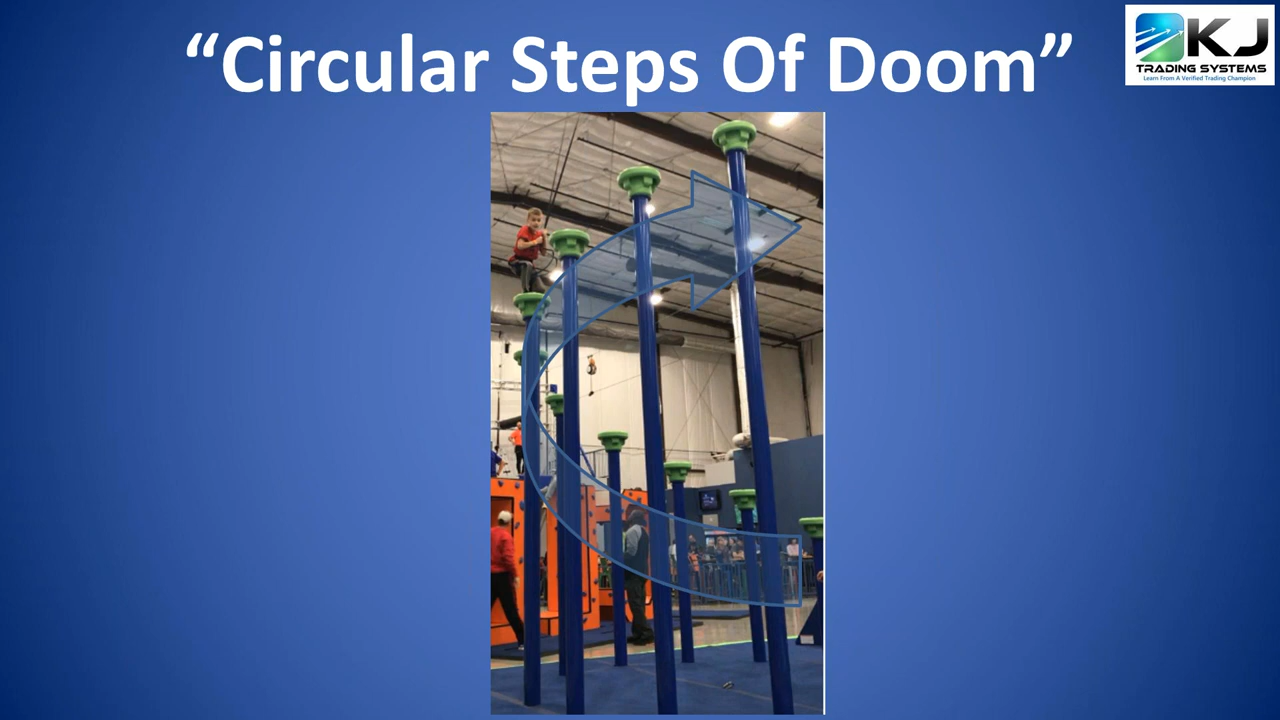 “Circular Steps Of Doom”
KJ
TRADING SYSTEMS
Learn From A Verified Trading Champion